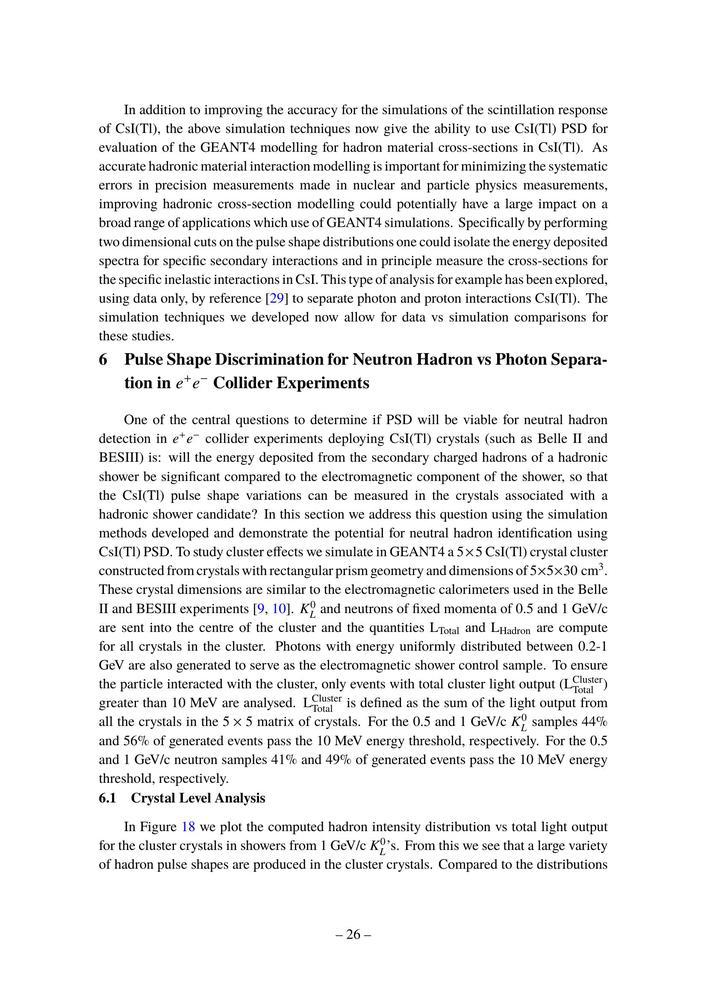 In addition to improving the accuracy for the simulations of the scintillation response
of CsI(Tl), the above simulation techniques now give the ability to use CsI(Tl) PSD for
evaluation of the GEANT4 modelling for hadron material cross-sections in CsI(Tl). As
accurate hadronic material interaction modelling is important for minimizing the systematic
errors in precision measurements made in nuclear and particle physics measurements,
improving hadronic cross-section modelling could potentially have a large impact on a
broad range of applications which use of GEANT4 simulations. Specifically by performing
two dimensional cuts on the pulse shape distributions one could isolate the energy deposited
spectra for specific secondary interactions and in principle measure the cross-sections for
the specific inelastic interactions in CsI. This type of analysis for example has been explored,
using data only, by reference [29] to separate photon and proton interactions CsI(Tl). The
simulation techniques we developed now allow for data vs simulation comparisons for
these studies.
6 Pulse Shape Discrimination for Neutron Hadron vs Photon Separa-
tion in e⁺e⁻ Collider Experiments
One of the central questions to determine if PSD will be viable for neutral hadron
detection in e⁺e⁻ collider experiments deploying CsI(Tl) crystals (such as Belle II and
BESIII) is: will the energy deposited from the secondary charged hadrons of a hadronic
shower be significant compared to the electromagnetic component of the shower, so that
the CsI(Tl) pulse shape variations can be measured in the crystals associated with a
hadronic shower candidate? In this section we address this question using the simulation
methods developed and demonstrate the potential for neutral hadron identification using
CsI(Tl) PSD. To study cluster effects we simulate in GEANT4 a 5×5 CsI(Tl) crystal cluster
constructed from crystals with rectangular prism geometry and dimensions of 5×5×30 cm³.
These crystal dimensions are similar to the electromagnetic calorimeters used in the Belle
II and BESIII experiments [9, 10]. K_L^0 and neutrons of fixed momenta of 0.5 and 1 GeV/c
are sent into the centre of the cluster and the quantities L_Total and L_Hadron are compute
for all crystals in the cluster. Photons with energy uniformly distributed between 0.2-1
GeV are also generated to serve as the electromagnetic shower control sample. To ensure
the particle interacted with the cluster, only events with total cluster light output (L_Total^Cluster)
greater than 10 MeV are analysed. L_Total^Cluster is defined as the sum of the light output from
all the crystals in the 5 × 5 matrix of crystals. For the 0.5 and 1 GeV/c K_L^0 samples 44%
and 56% of generated events pass the 10 MeV energy threshold, respectively. For the 0.5
and 1 GeV/c neutron samples 41% and 49% of generated events pass the 10 MeV energy
threshold, respectively.
6.1 Crystal Level Analysis
In Figure 18 we plot the computed hadron intensity distribution vs total light output
for the cluster crystals in showers from 1 GeV/c K_L^0's. From this we see that a large variety
of hadron pulse shapes are produced in the cluster crystals. Compared to the distributions
– 26 –